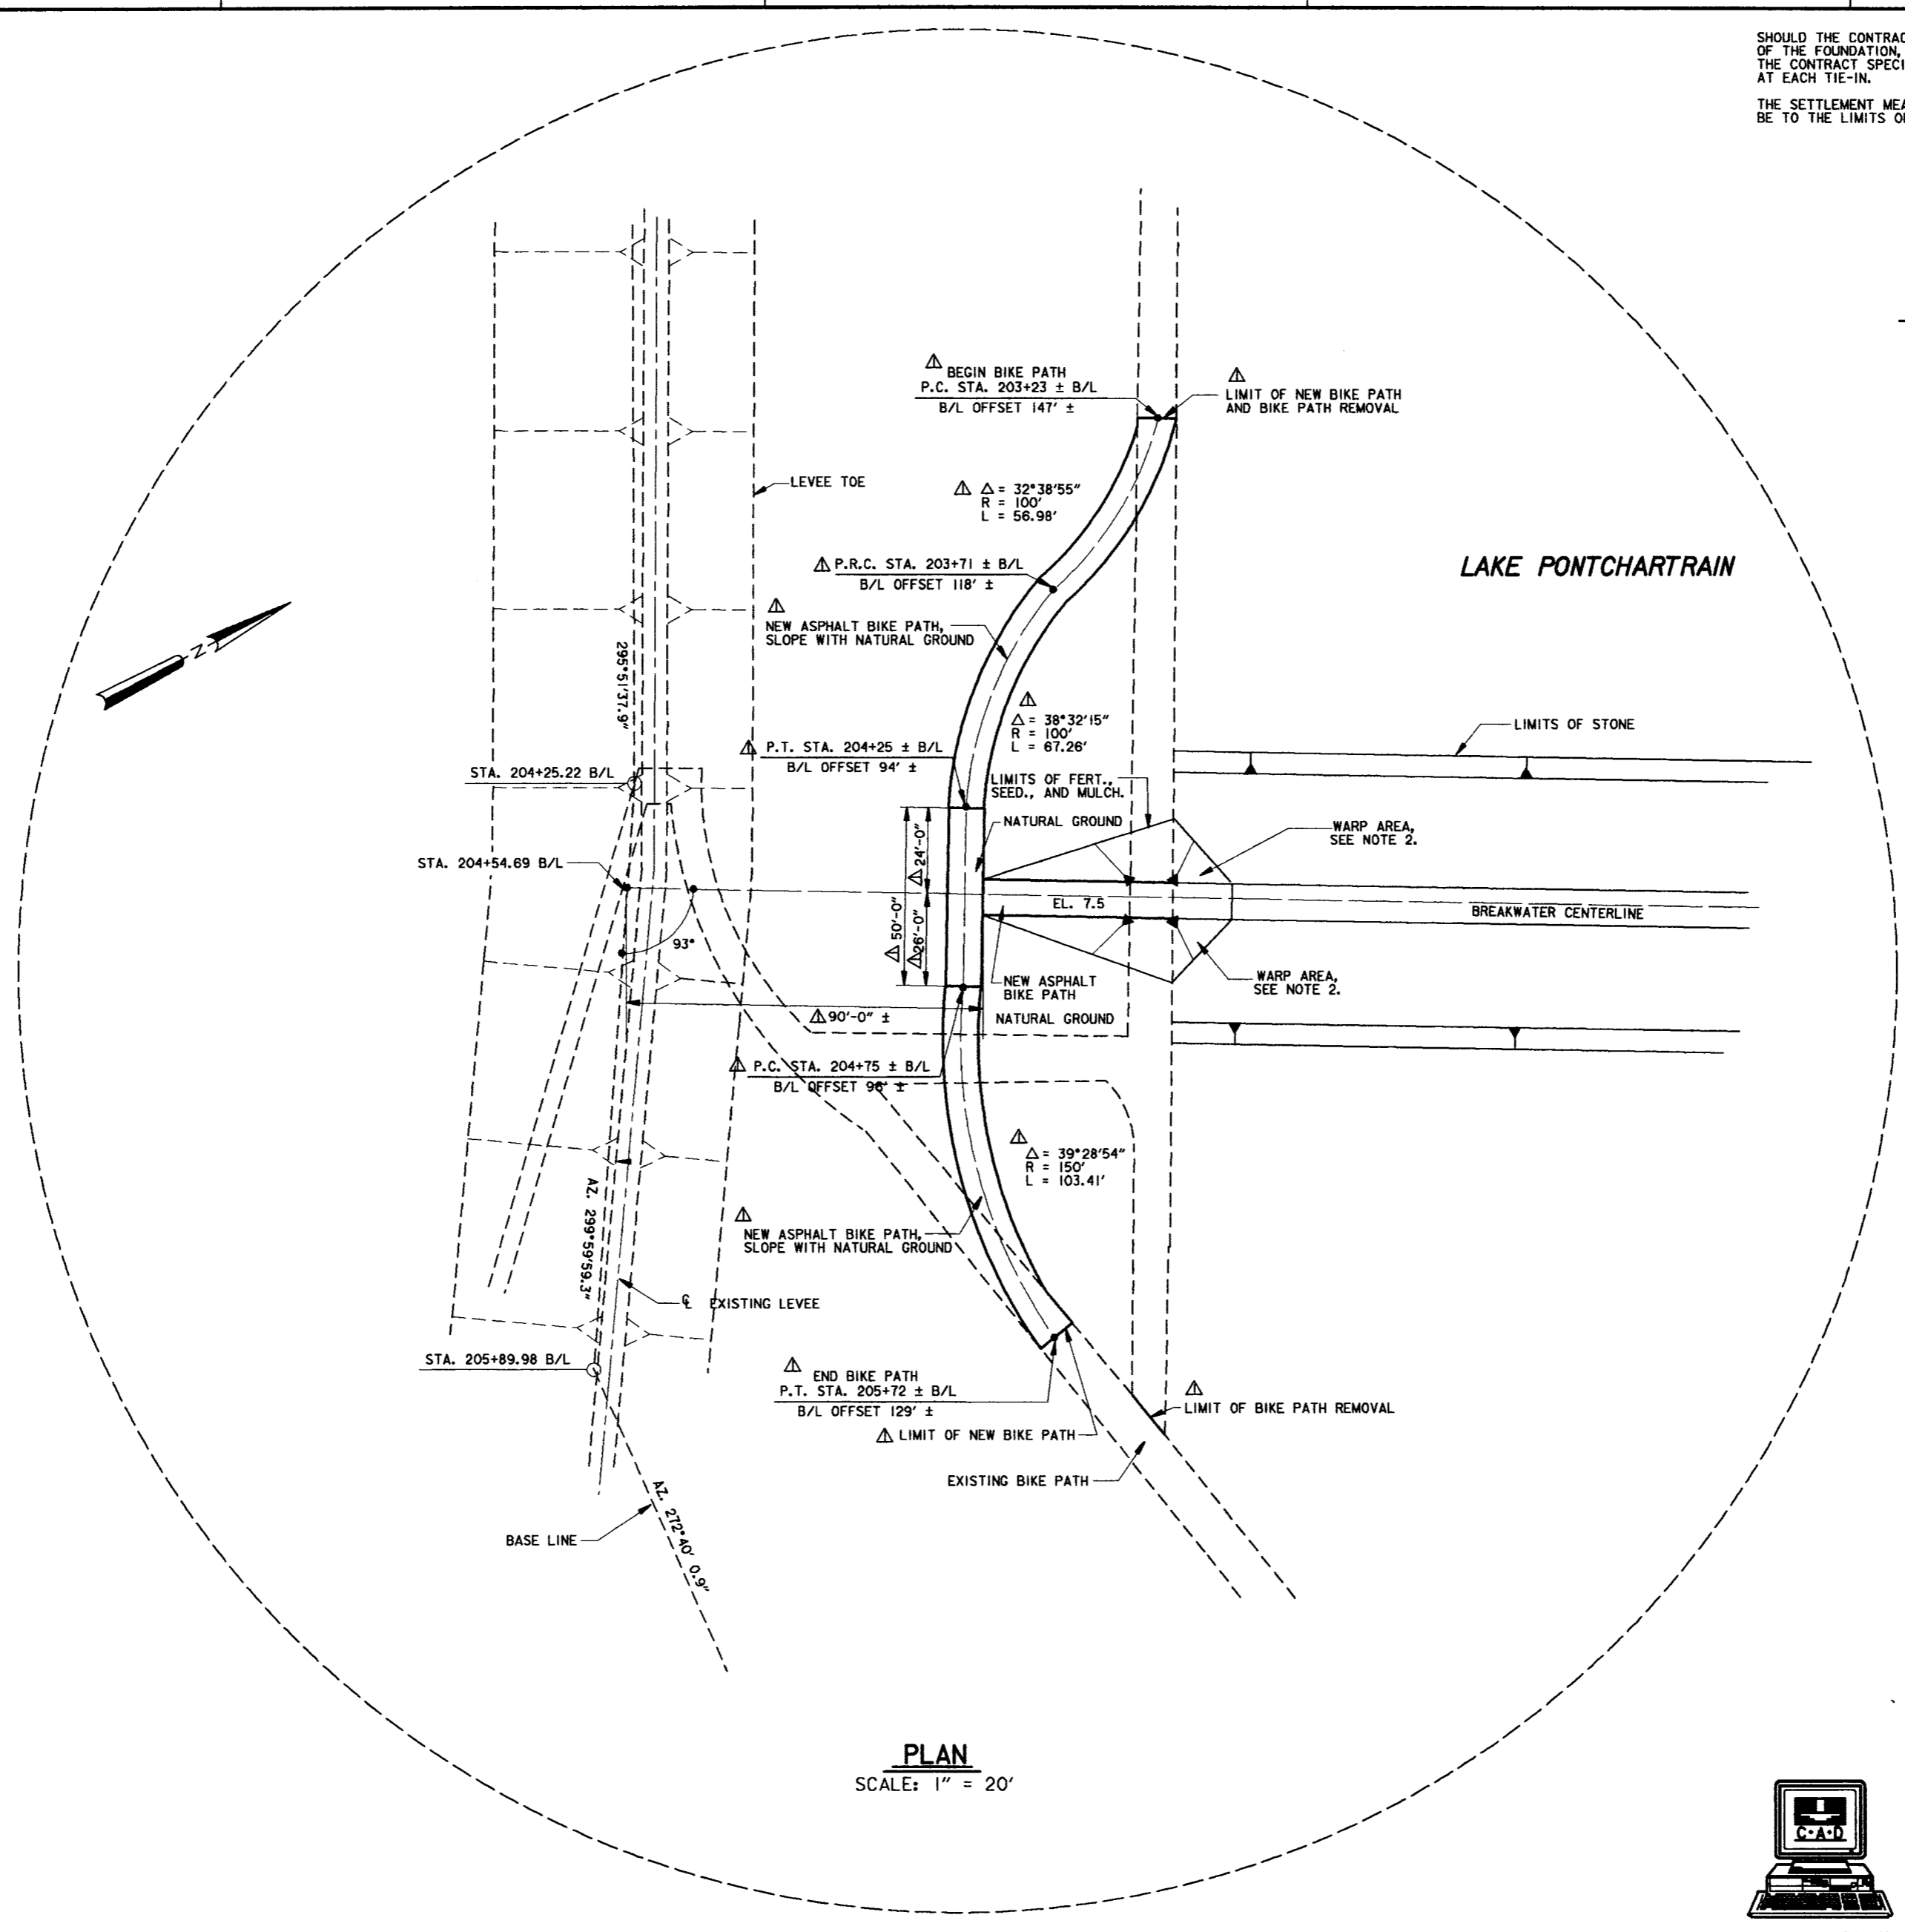 SHOULD THE CONTRAC
OF THE FOUNDATION,
THE CONTRACT SPECI
AT EACH TIE-IN.
THE SETTLEMENT MEA
BE TO THE LIMITS O
BEGIN BIKE PATH
P.C. STA. 203+23 ± B/L
B/L OFFSET 147' ±
LIMIT OF NEW BIKE PATH
AND BIKE PATH REMOVAL
LEVEE TOE
Δ = 32°38'55"
R = 100'
L = 56.98'
P.R.C. STA. 203+71 ± B/L
B/L OFFSET 118' ±
LAKE PONTCHARTRAIN
NEW ASPHALT BIKE PATH,
SLOPE WITH NATURAL GROUND
N
295°51'37.9"
Δ = 38°32'15"
R = 100'
L = 67.26'
LIMITS OF STONE
P.T. STA. 204+25 ± B/L
B/L OFFSET 94' ±
STA. 204+25.22 B/L
LIMITS OF FERT.,
SEED., AND MULCH.
NATURAL GROUND
WARP AREA,
SEE NOTE 2.
24'-0"
STA. 204+54.69 B/L
50'-0"
EL. 7.5
BREAKWATER CENTERLINE
26'-0"
93°
NEW ASPHALT
BIKE PATH
WARP AREA,
SEE NOTE 2.
90'-0" ±
NATURAL GROUND
P.C. STA. 204+75 ± B/L
B/L OFFSET 96' ±
Δ = 39°28'54"
R = 150'
L = 103.41'
AZ. 299°59'59.3"
NEW ASPHALT BIKE PATH,
SLOPE WITH NATURAL GROUND
℄ EXISTING LEVEE
STA. 205+89.98 B/L
END BIKE PATH
P.T. STA. 205+72 ± B/L
B/L OFFSET 129' ±
LIMIT OF BIKE PATH REMOVAL
LIMIT OF NEW BIKE PATH
EXISTING BIKE PATH
AZ. 272°40' 0.9"
BASE LINE
PLAN
SCALE: 1" = 20'
C•A•D